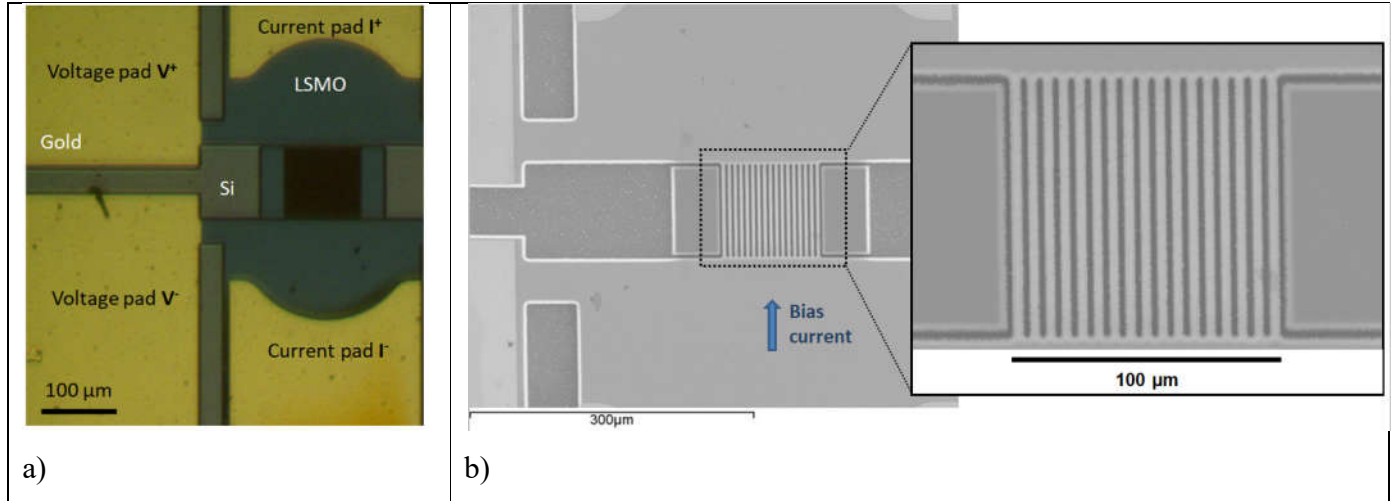 Current pad I⁺
Voltage pad V⁺
LSMO
Gold
Si
Voltage pad V⁻
Current pad I⁻
100 µm
a)
Bias
current
300µm
100 µm
b)